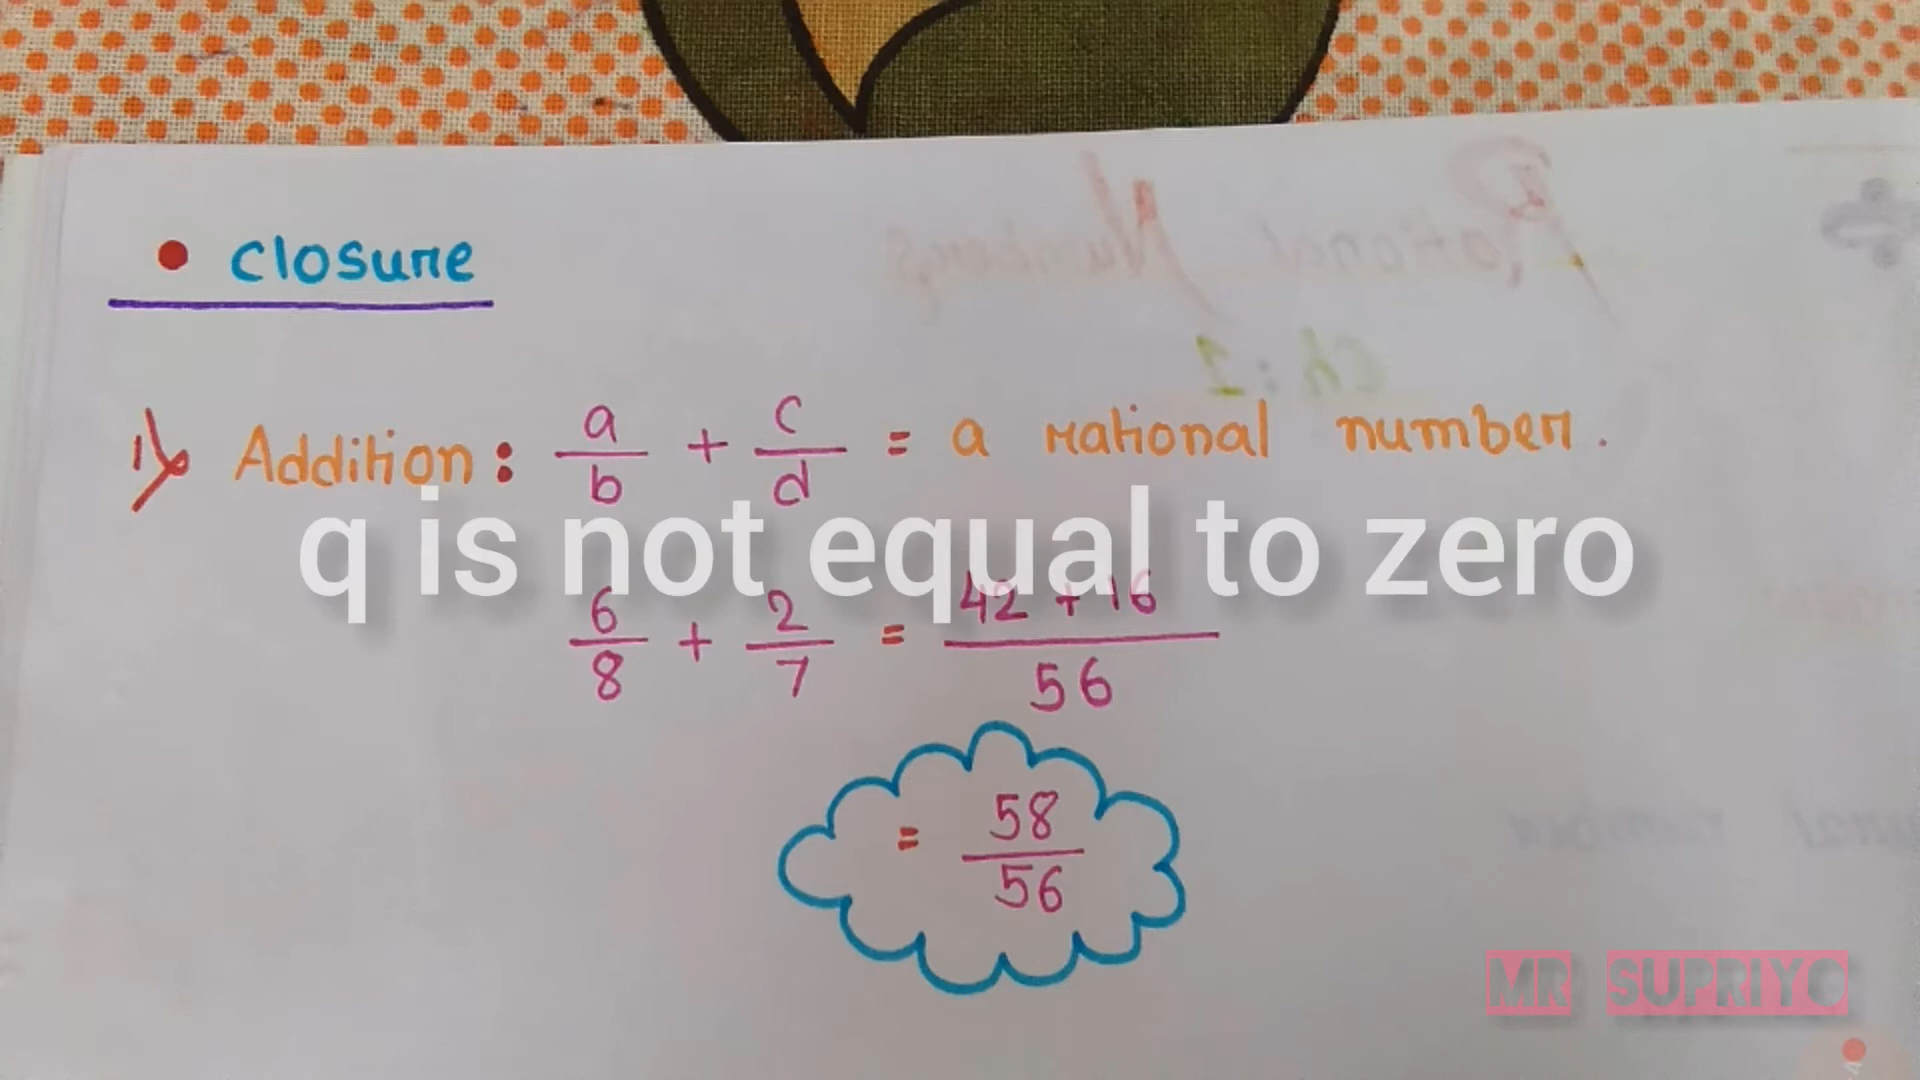 • Closure
1) Addition: a/b + c/d = a rational number.
q is not equal to zero
6/8 + 2/7 = 42 + 16/56
= 58/56
MR SUPRIYO